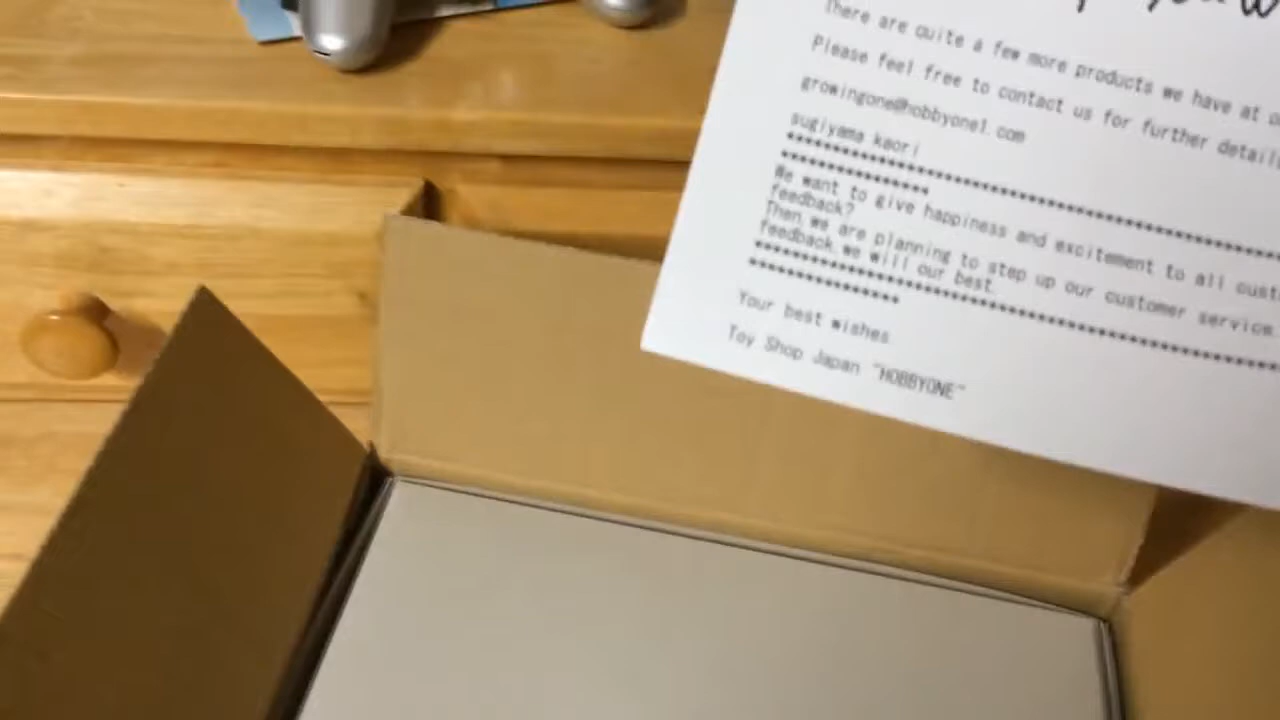 There are quite a few more products we have at
Please feel free to contact us for further details
growingone@hobbyone1.com
sugiyama kaori
We want to give happiness and excitement to all
feedback?
Then, we are planning to step up our customer service.
feedback, we will our best.
Your best wishes
Toy Shop Japan "HOBBYONE"